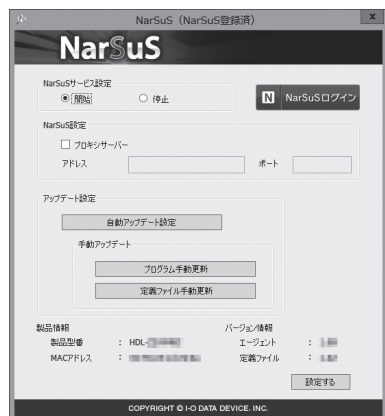 NarSuS（NarSuS登録済）
x
NarSuS
NarSuSサービス設定
開始 停止
N NarSuSログイン
NarSuS設定
プロキシサーバー
アドレス ポート
アップデート設定
自動アップデート設定
手動アップデート
プログラム手動更新
定義ファイル手動更新
製品情報 バージョン情報
製品型番 : HDL- エージェント :
MACアドレス : 定義ファイル :
設定する
COPYRIGHT © I-O DATA DEVICE. INC.